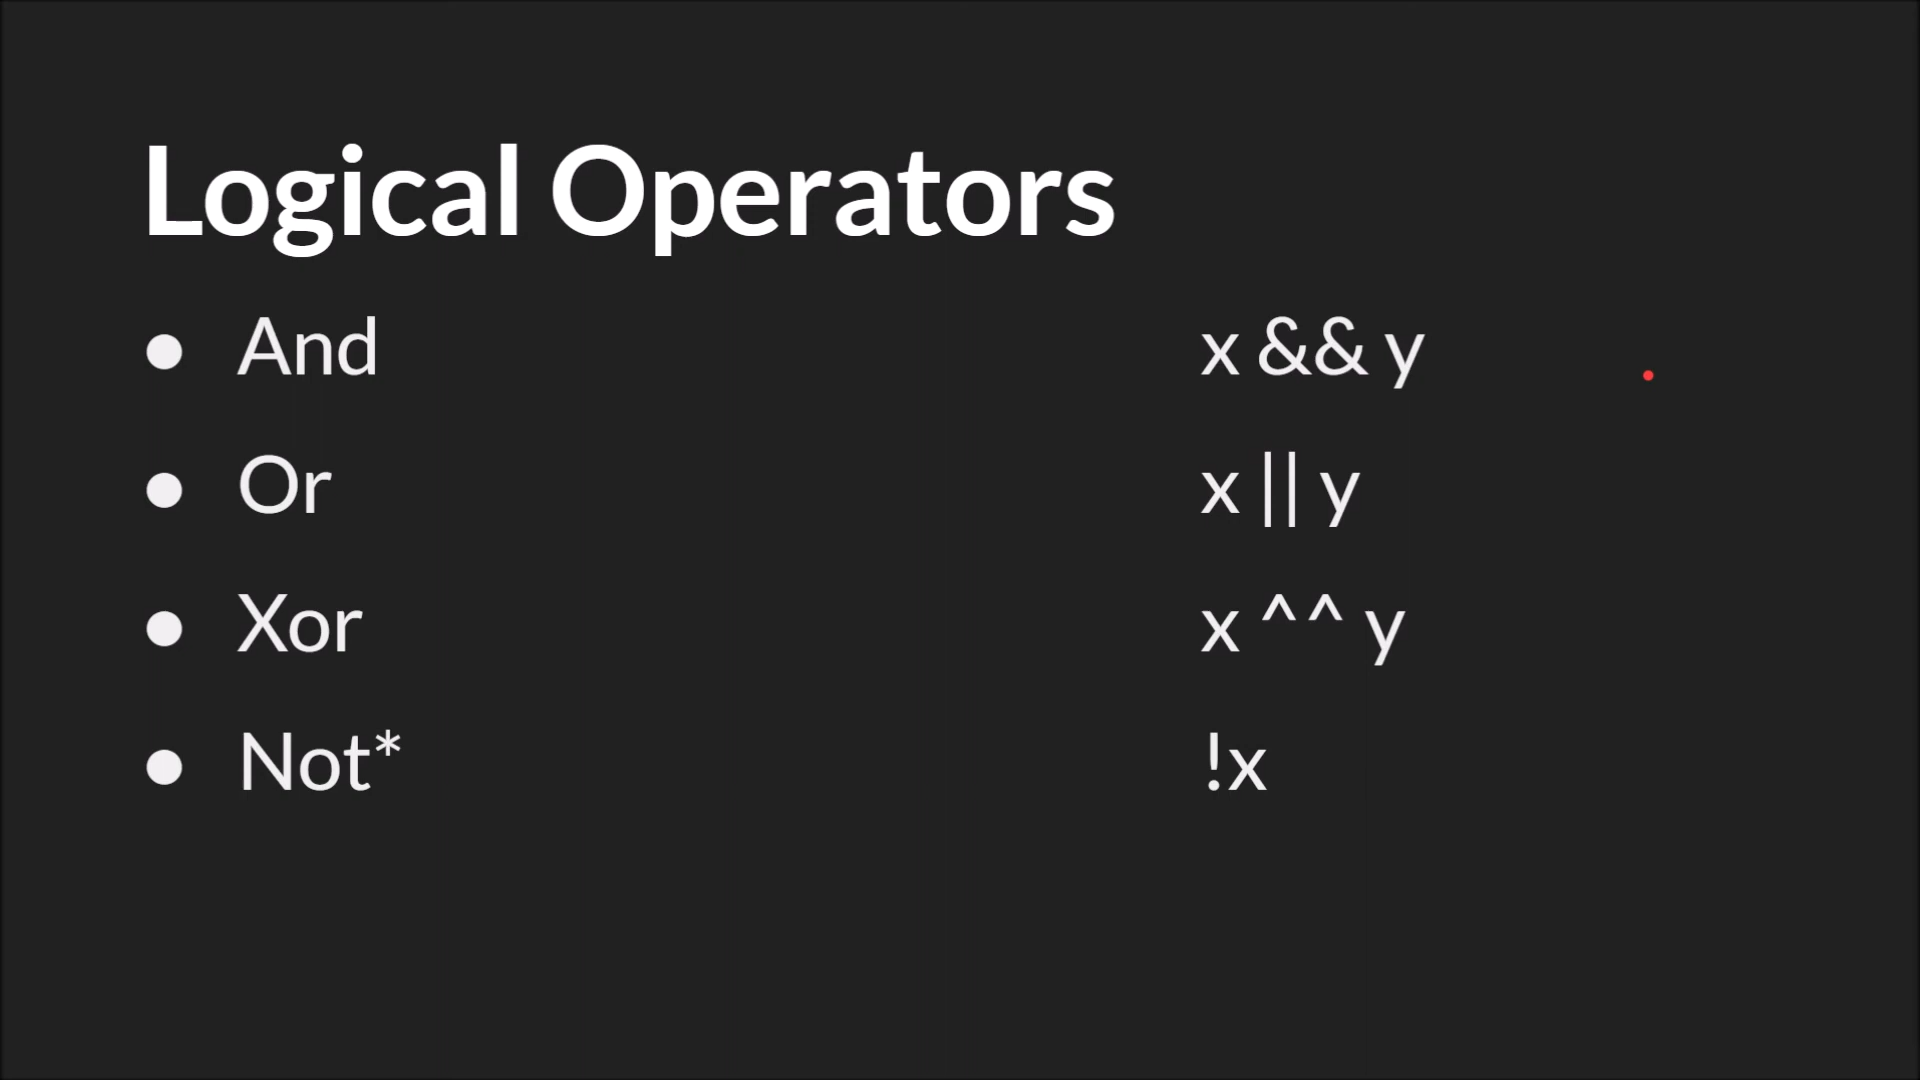 Logical Operators
● And x && y
● Or x || y
● Xor x ^^ y
● Not* !x